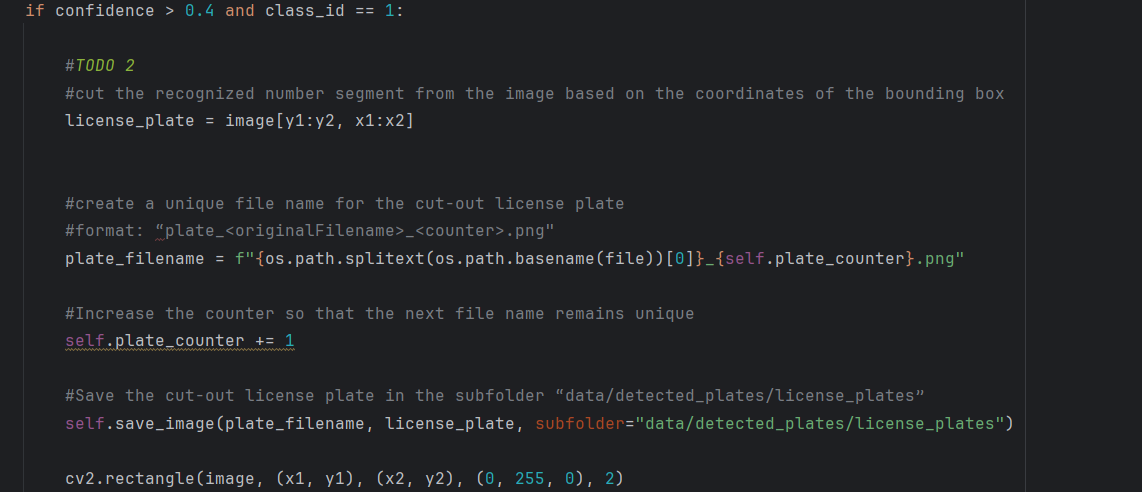 if confidence > 0.4 and class_id == 1:
#TODO 2
#cut the recognized number segment from the image based on the coordinates of the bounding box
license_plate = image[y1:y2, x1:x2]
#create a unique file name for the cut-out license plate
#format: “plate_<originalFilename>_<counter>.png"
plate_filename = f"{os.path.splitext(os.path.basename(file))[0]}_{self.plate_counter}.png"
#Increase the counter so that the next file name remains unique
self.plate_counter += 1
#Save the cut-out license plate in the subfolder “data/detected_plates/license_plates”
self.save_image(plate_filename, license_plate, subfolder="data/detected_plates/license_plates")
cv2.rectangle(image, (x1, y1), (x2, y2), (0, 255, 0), 2)